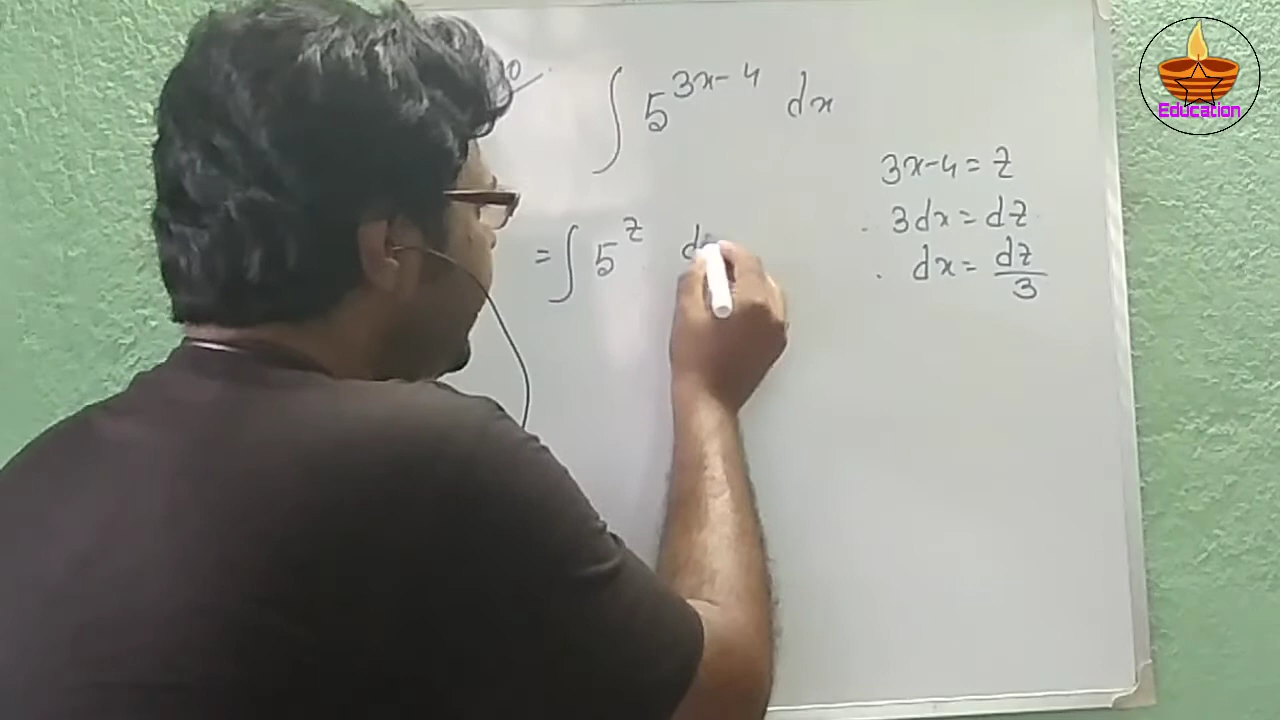 ∫ 5^{3x-4} dx
3x-4 = z
3dx = dz
dx = dz/3
= ∫ 5^z
Education